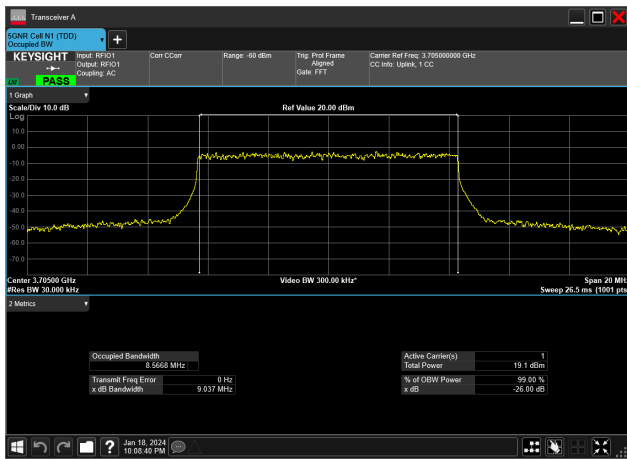 Transceiver A
5GNR Cell N1 (TDD)
Occupied BW
+
KEYSIGHT Input: RFIO1 Corr CCorr Range: -60 dBm Trig: Prot Frame Carrier Ref Freq: 3.705000000 GHz
Output: RFIO1 Aligned CC Info: Uplink, 1 CC
Coupling: AC Gate: FFT
PASS
1 Graph
Scale/Div 10.0 dB Ref Value 20.00 dBm
Log
10.0
0.00
-10.0
-20.0
-30.0
-40.0
-50.0
-60.0
-70.0
Center 3.70500 GHz Video BW 300.00 kHz* Span 20 MH
#Res BW 30.000 kHz Sweep 26.5 ms (1001 pts
2 Metrics
Occupied Bandwidth Active Carrier(s) 1
8.5668 MHz Total Power 19.1 dBm
Transmit Freq Error 0 Hz % of OBW Power 99.00 %
x dB Bandwidth 9.037 MHz x dB -26.00 dB
? Jan 18, 2024
10:08:40 PM